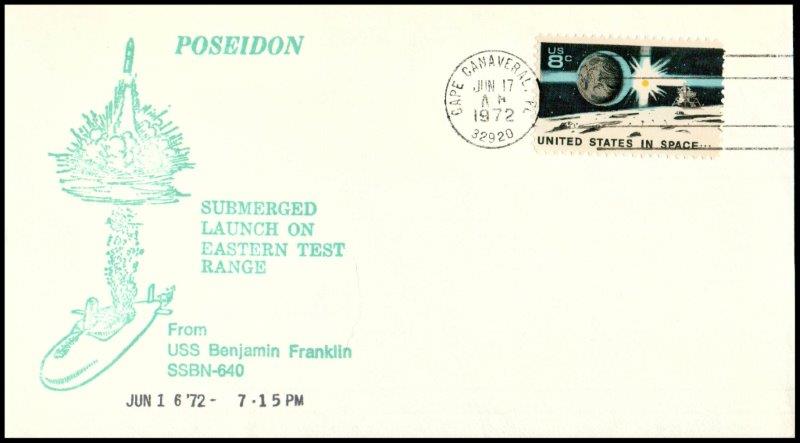 POSEIDON
CAPE CANAVERAL, FL
JUN 17
AM
1972
32920
US
8c
UNITED STATES IN SPACE...
SUBMERGED
LAUNCH ON
EASTERN TEST
RANGE
From
USS Benjamin Franklin
SSBN-640
JUN 1 6 '72- 7·15 PM